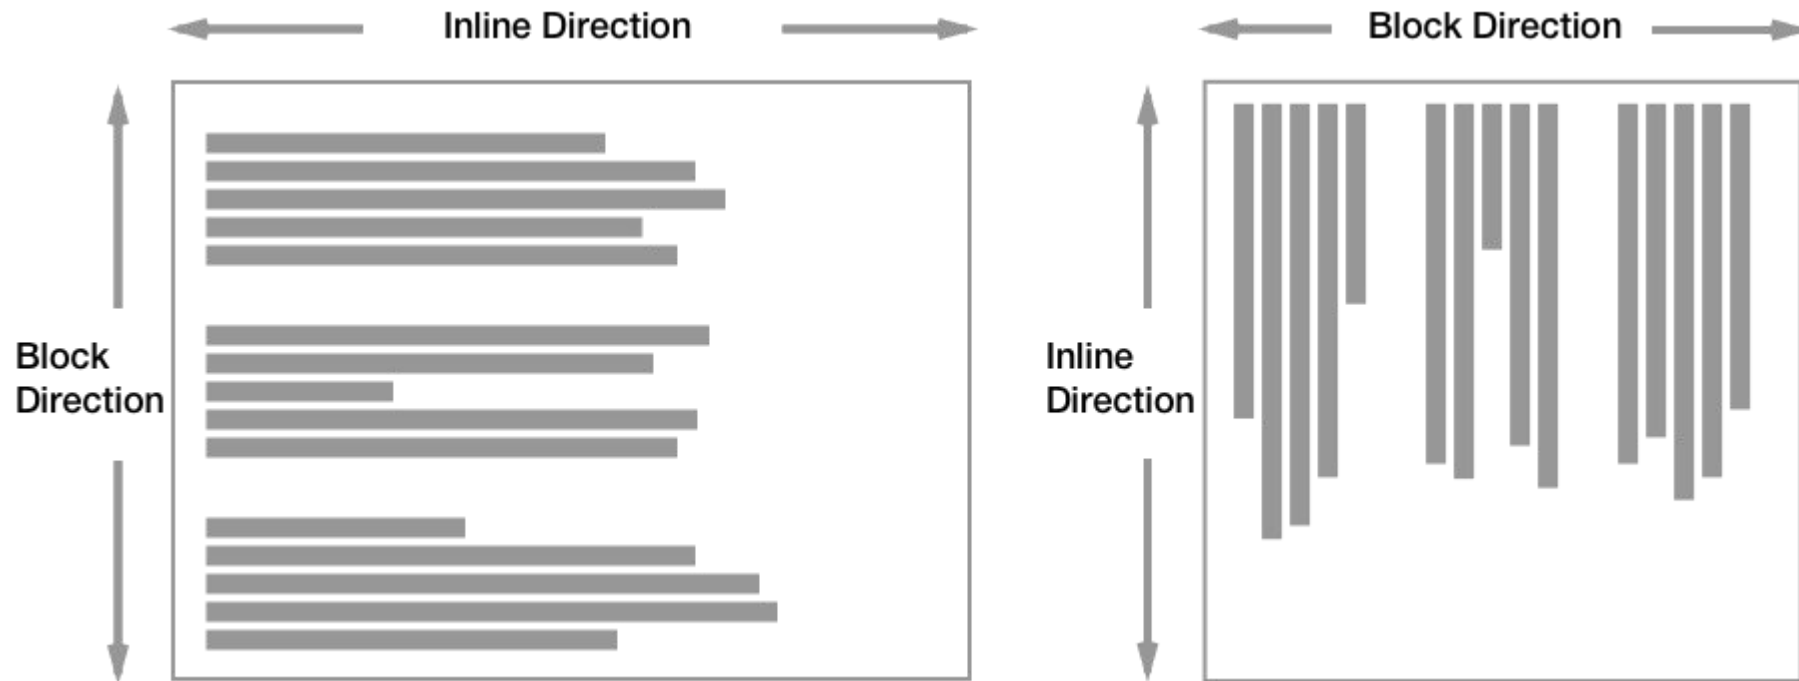 Inline Direction
Block
Direction
Block Direction
Inline
Direction